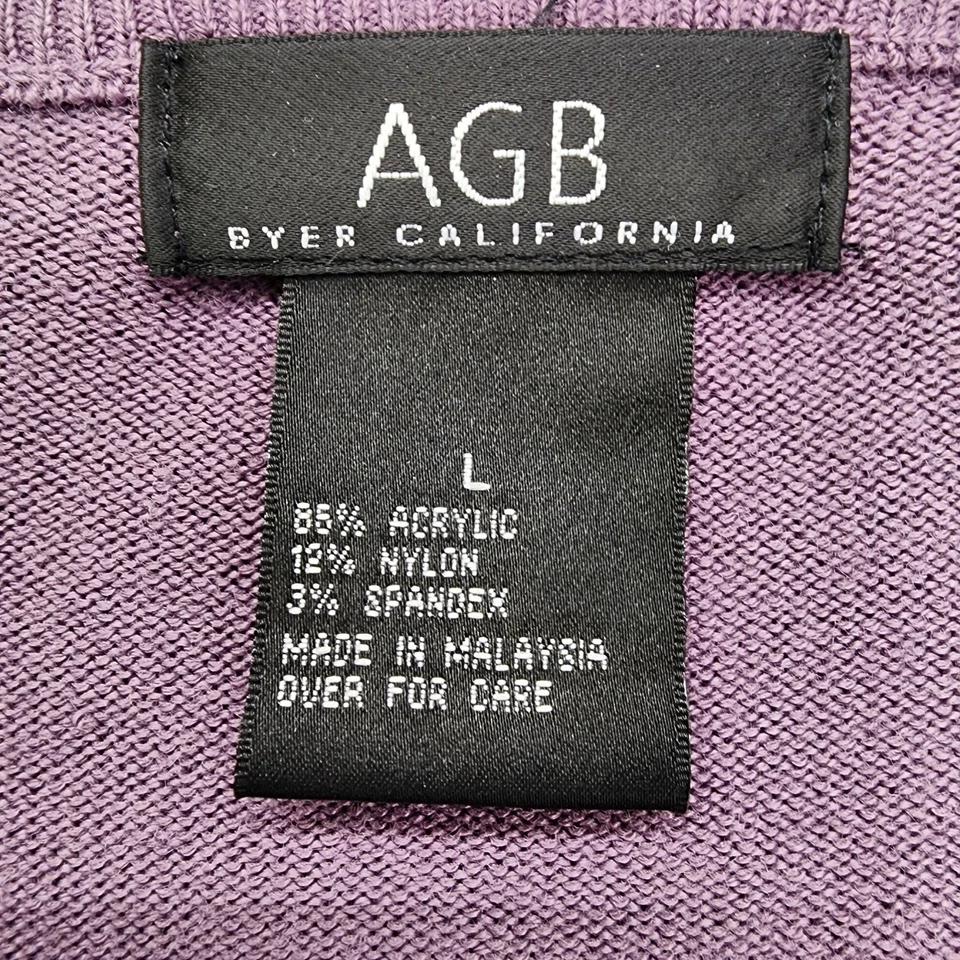 AGB
BYER CALIFORNIA
L
85% ACRYLIC
12% NYLON
3% SPANDEX
MADE IN MALAYSIA
OVER FOR CARE